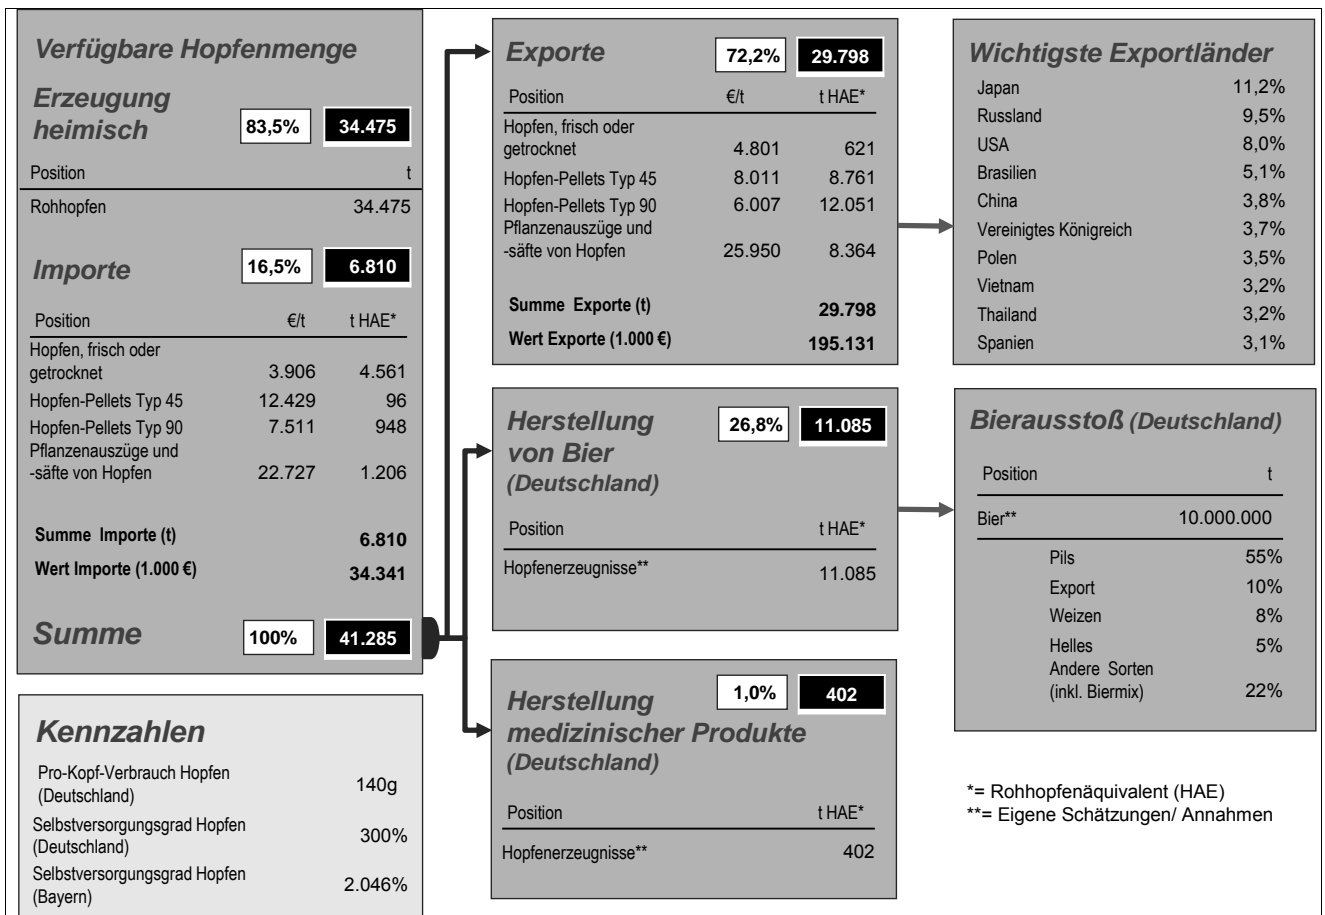 Verfügbare Hopfenmenge
Erzeugung
heimisch 83,5% 34.475
Position t
Rohhopfen 34.475
Importe 16,5% 6.810
Position €/t t HAE*
Hopfen, frisch oder
getrocknet 3.906 4.561
Hopfen-Pellets Typ 45 12.429 96
Hopfen-Pellets Typ 90 7.511 948
Pflanzenauszüge und
-säfte von Hopfen 22.727 1.206
Summe Importe (t) 6.810
Wert Importe (1.000 €) 34.341
Summe 100% 41.285
Kennzahlen
Pro-Kopf-Verbrauch Hopfen
(Deutschland) 140g
Selbstversorgungsgrad Hopfen
(Deutschland) 300%
Selbstversorgungsgrad Hopfen
(Bayern) 2.046%
Exporte 72,2% 29.798
Position €/t t HAE*
Hopfen, frisch oder
getrocknet 4.801 621
Hopfen-Pellets Typ 45 8.011 8.761
Hopfen-Pellets Typ 90 6.007 12.051
Pflanzenauszüge und
-säfte von Hopfen 25.950 8.364
Summe Exporte (t) 29.798
Wert Exporte (1.000 €) 195.131
Herstellung 26,8% 11.085
von Bier
(Deutschland)
Position t HAE*
Hopfenerzeugnisse** 11.085
Herstellung 1,0% 402
medizinischer Produkte
(Deutschland)
Position t HAE*
Hopfenerzeugnisse** 402
Wichtigste Exportländer
Japan 11,2%
Russland 9,5%
USA 8,0%
Brasilien 5,1%
China 3,8%
Vereinigtes Königreich 3,7%
Polen 3,5%
Vietnam 3,2%
Thailand 3,2%
Spanien 3,1%
Bierausstoß (Deutschland)
Position t
Bier** 10.000.000
Pils 55%
Export 10%
Weizen 8%
Helles 5%
Andere Sorten
(inkl. Biermix) 22%
*= Rohhopfenäquivalent (HAE)
**= Eigene Schätzungen/ Annahmen